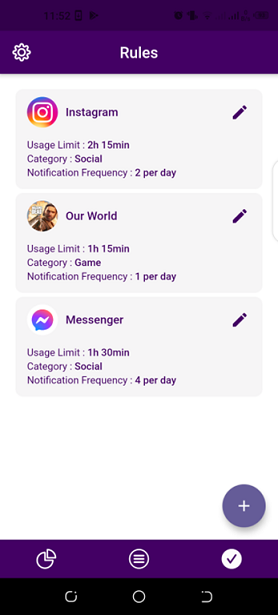 11:52
Rules
Instagram
Usage Limit : 2h 15min
Category : Social
Notification Frequency : 2 per day
Our World
Usage Limit : 1h 15min
Category : Game
Notification Frequency : 1 per day
Messenger
Usage Limit : 1h 30min
Category : Social
Notification Frequency : 4 per day